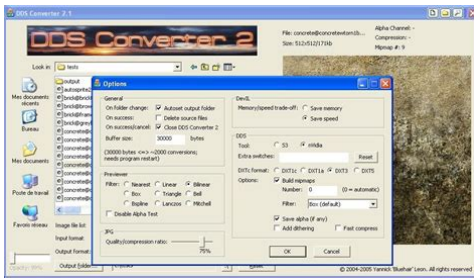 DDS Converter 2.1
DDS Converter 2
File: concrete@concretewtorn1b...
Size: 512x512/171kb
Alpha Channel: -
Compression: -
Mipmap #: 9
Look in:
tests
Mes documents récents
Bureau
Mes documents
Poste de travail
Favoris réseau
output
autosprite2
Image file list
Input format:
Output format:
Output Folder...
Options
General
On folder change:
Autoset output folder
On success:
Delete source files
On success/cancel:
Close DDS Converter 2
Buffer size:
30000
bytes
(30000 bytes <=> ~2000 conversions;
needs program restart)
Previewer
Filter:
Nearest
Linear
Bilinear
Box
Triangle
Bell
Bspline
Lanczos
Mitchell
Disable Alpha Test
JPG
Quality/compression ratio:
75%
DevIL
Memory/speed trade-off:
Save memory
Save speed
DDS
Tool:
S3
nVidia
Extra switches:
Reset
DXTc format:
DXT1c
DXT1a
DXT3
DXT5
Options:
Build mipmaps
Number:
0
(0 = automatic)
Filter:
Box (default)
Save alpha (if any)
Add dithering
Fast compress
OK
Cancel
© 2004-2005 Yannick 'Blueshair' Leon. All rights reserved.